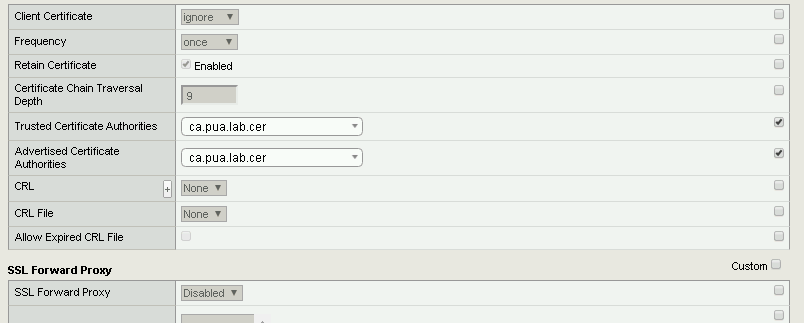 Client Certificate ignore
Frequency once
Retain Certificate Enabled
Certificate Chain Traversal
Depth 9
Trusted Certificate Authorities ca.pua.lab.cer
Advertised Certificate
Authorities ca.pua.lab.cer
CRL + None
CRL File None
Allow Expired CRL File
SSL Forward Proxy Custom
SSL Forward Proxy Disabled